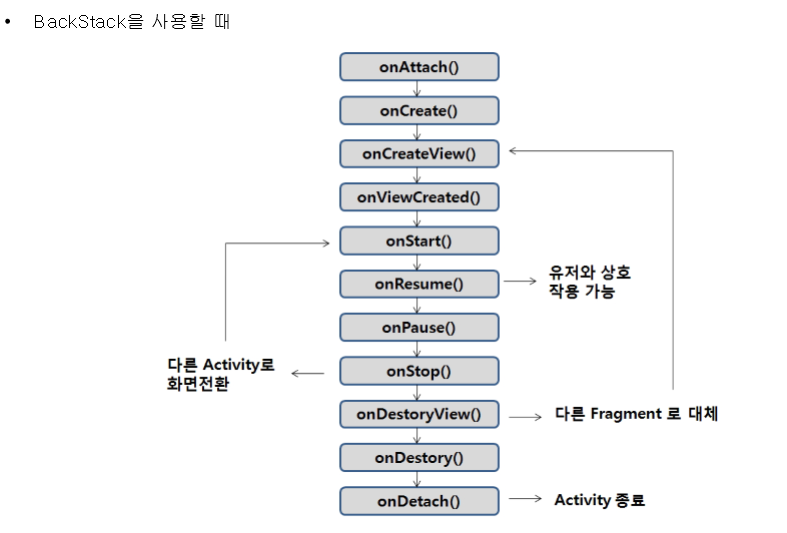 • BackStack을 사용할 때
onAttach()
onCreate()
onCreateView()
onViewCreated()
onStart()
onResume()
유저와 상호
작용 가능
onPause()
다른 Activity로
화면전환
onStop()
onDestoryView()
다른 Fragment 로 대체
onDestory()
onDetach()
Activity 종료